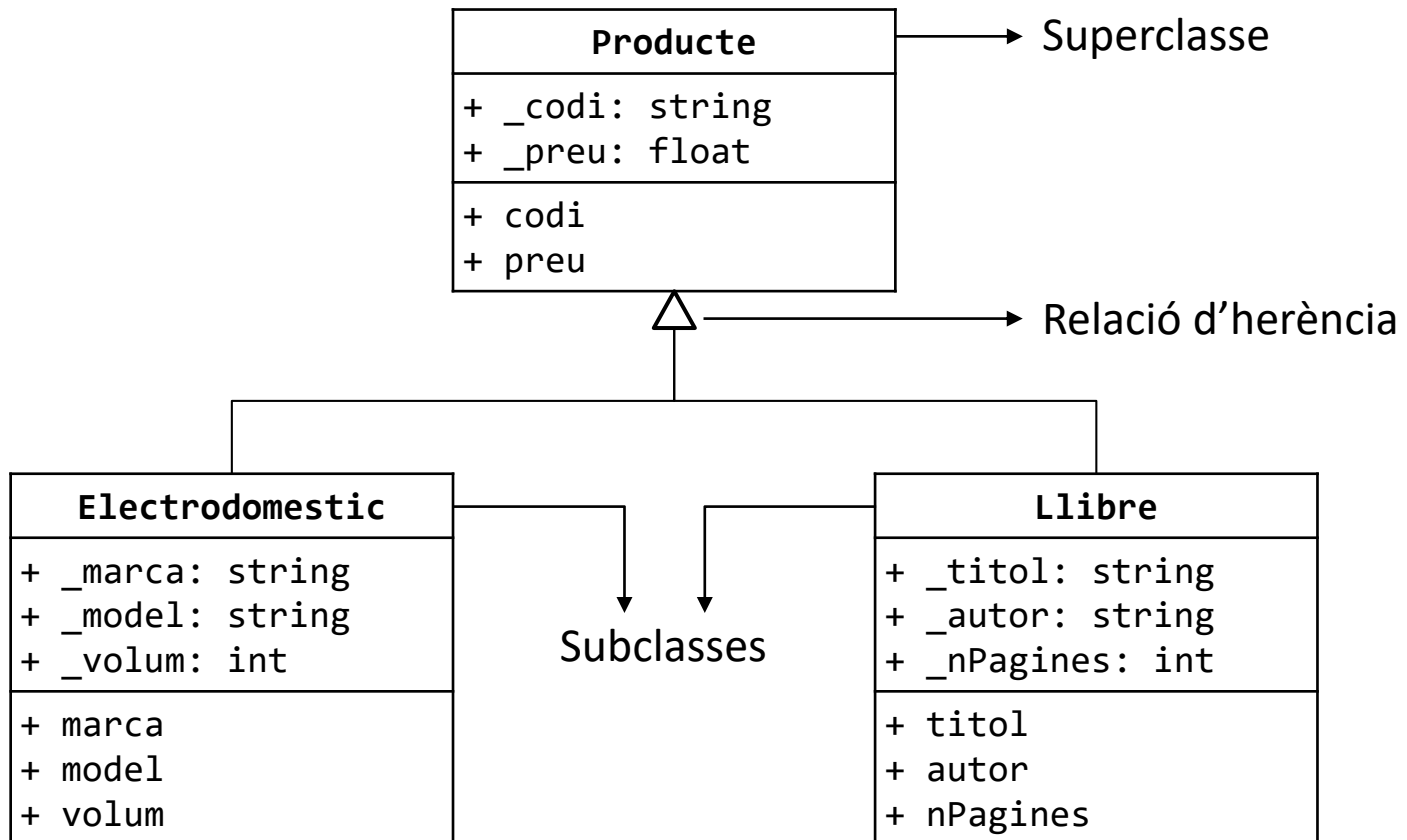 Producte
+ _codi: string
+ _preu: float
+ codi
+ preu
Superclasse
Relació d’herència
Electrodomestic
+ _marca: string
+ _model: string
+ _volum: int
+ marca
+ model
+ volum
Subclasses
Llibre
+ _titol: string
+ _autor: string
+ _nPagines: int
+ titol
+ autor
+ nPagines